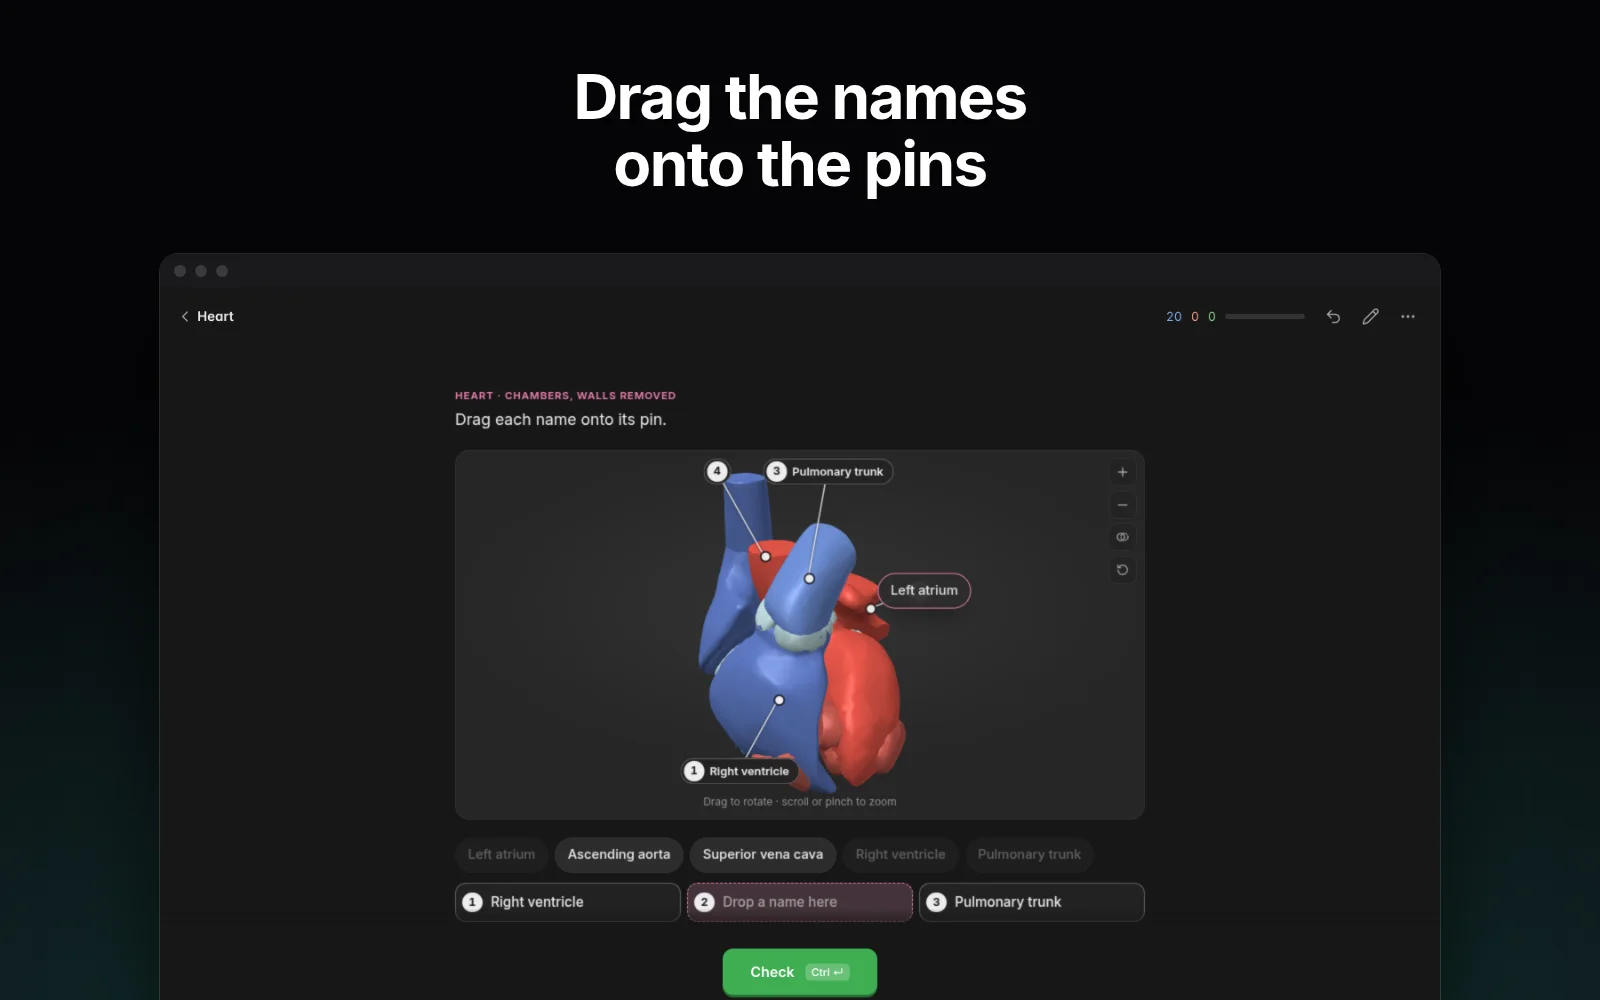 Drag the names
onto the pins
Heart
20 0 0
HEART · CHAMBERS, WALLS REMOVED
Drag each name onto its pin.
4
3 Pulmonary trunk
Left atrium
1 Right ventricle
Drag to rotate · scroll or pinch to zoom
Left atrium Ascending aorta Superior vena cava Right ventricle Pulmonary trunk
1 Right ventricle 2 Drop a name here 3 Pulmonary trunk
Check Ctrl ↵